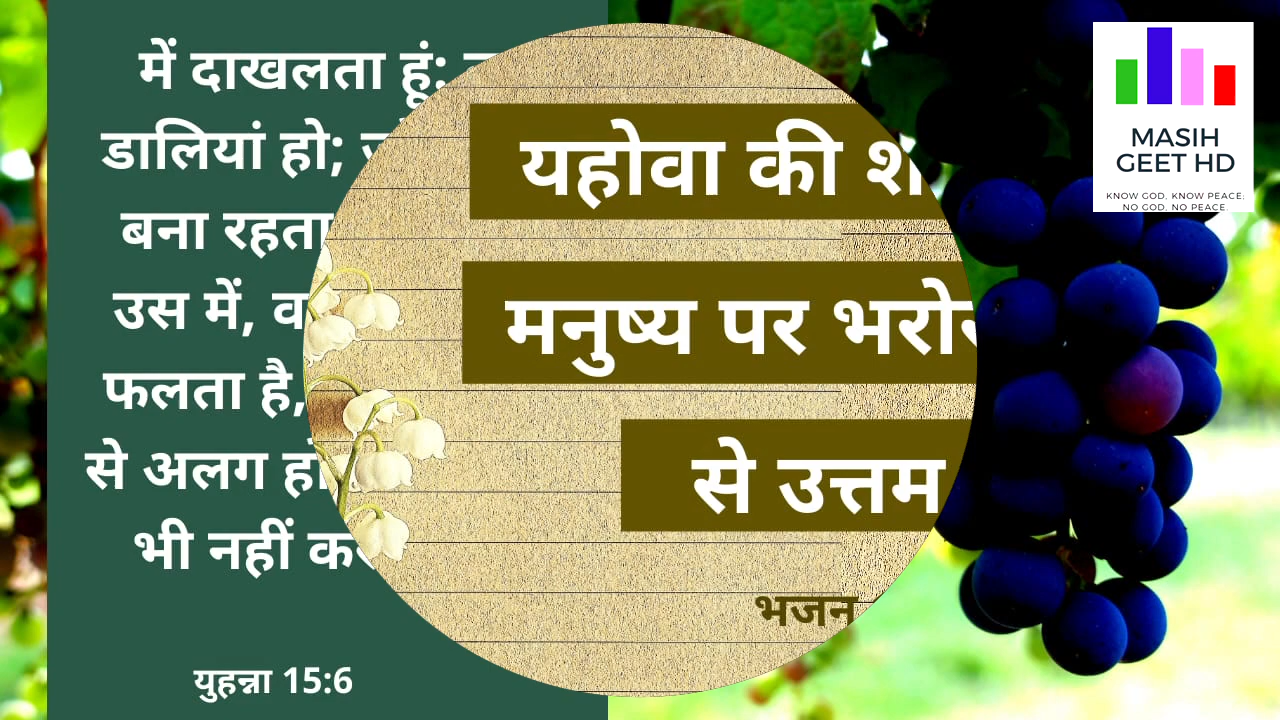 में दाखलता हूं:
डालियां हो;
बना रहता
उस में,
फलता है,
से अलग
भी नहीं
युहन्ना 15:6
यहोवा की
मनुष्य पर
से उत्तम
भजन
MASIH
GEET HD
KNOW GOD, KNOW PEACE;
NO GOD, NO PEACE.